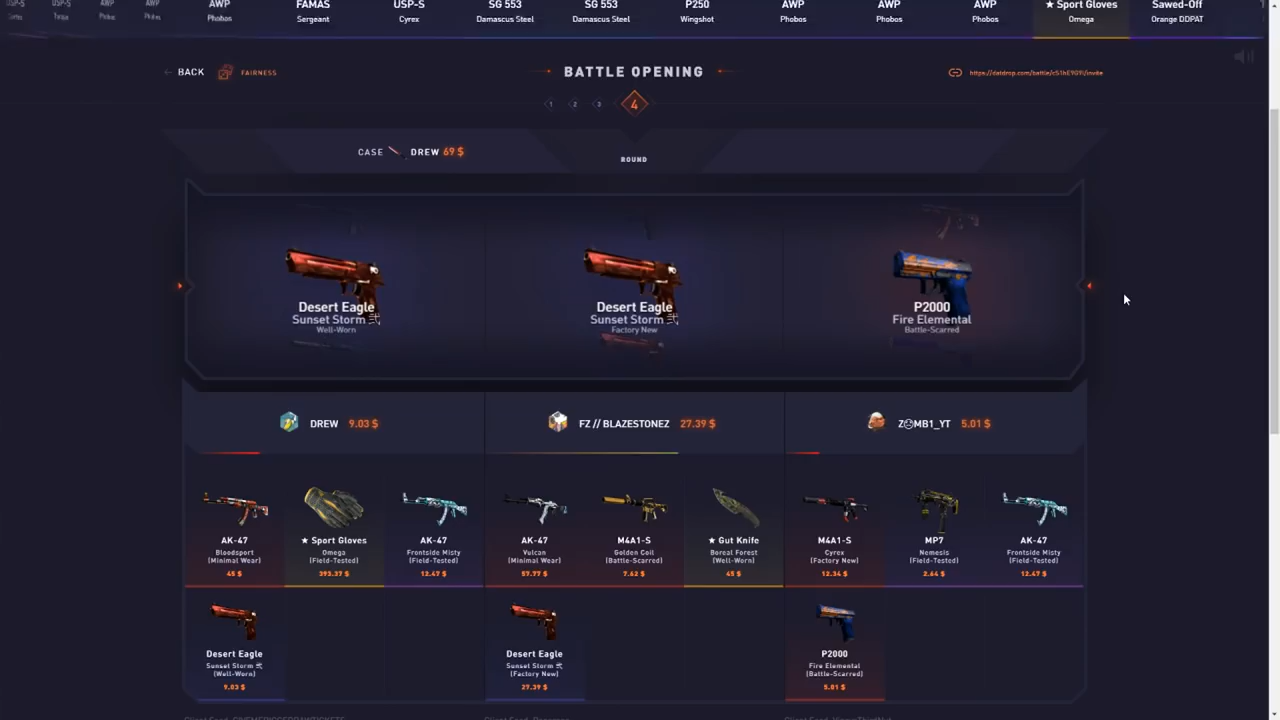 AWP
Phobos
FAMAS
Sergeant
USP-S
Cyrex
SG 553
Damascus Steel
SG 553
Damascus Steel
P250
Wingshot
AWP
Phobos
AWP
Phobos
AWP
Phobos
★ Sport Gloves
Omega
Sawed-Off
Orange DDPAT
← BACK
FAIRNESS
BATTLE OPENING
1 2 3 4
CASE DREW 69 $
ROUND
Desert Eagle
Sunset Storm 弐
Well-Worn
Desert Eagle
Sunset Storm 弐
Factory New
P2000
Fire Elemental
Battle-Scarred
DREW 9.03 $
FZ // BLAZESTONEZ 27.39 $
Z😊MB1_YT 5.01 $
AK-47
Bloodsport
(Minimal Wear)
45 $
★ Sport Gloves
Omega
(Field-Tested)
393.37 $
AK-47
Frontside Misty
(Field-Tested)
12.47 $
AK-47
Vulcan
(Minimal Wear)
57.77 $
M4A1-S
Golden Coil
(Battle-Scarred)
7.62 $
★ Gut Knife
Boreal Forest
(Well-Worn)
45 $
M4A1-S
Cyrex
(Factory New)
12.34 $
MP7
Nemesis
(Field-Tested)
2.64 $
AK-47
Frontside Misty
(Field-Tested)
12.47 $
Desert Eagle
Sunset Storm 弐
(Well-Worn)
9.03 $
Desert Eagle
Sunset Storm 弐
(Factory New)
27.39 $
P2000
Fire Elemental
(Battle-Scarred)
5.01 $